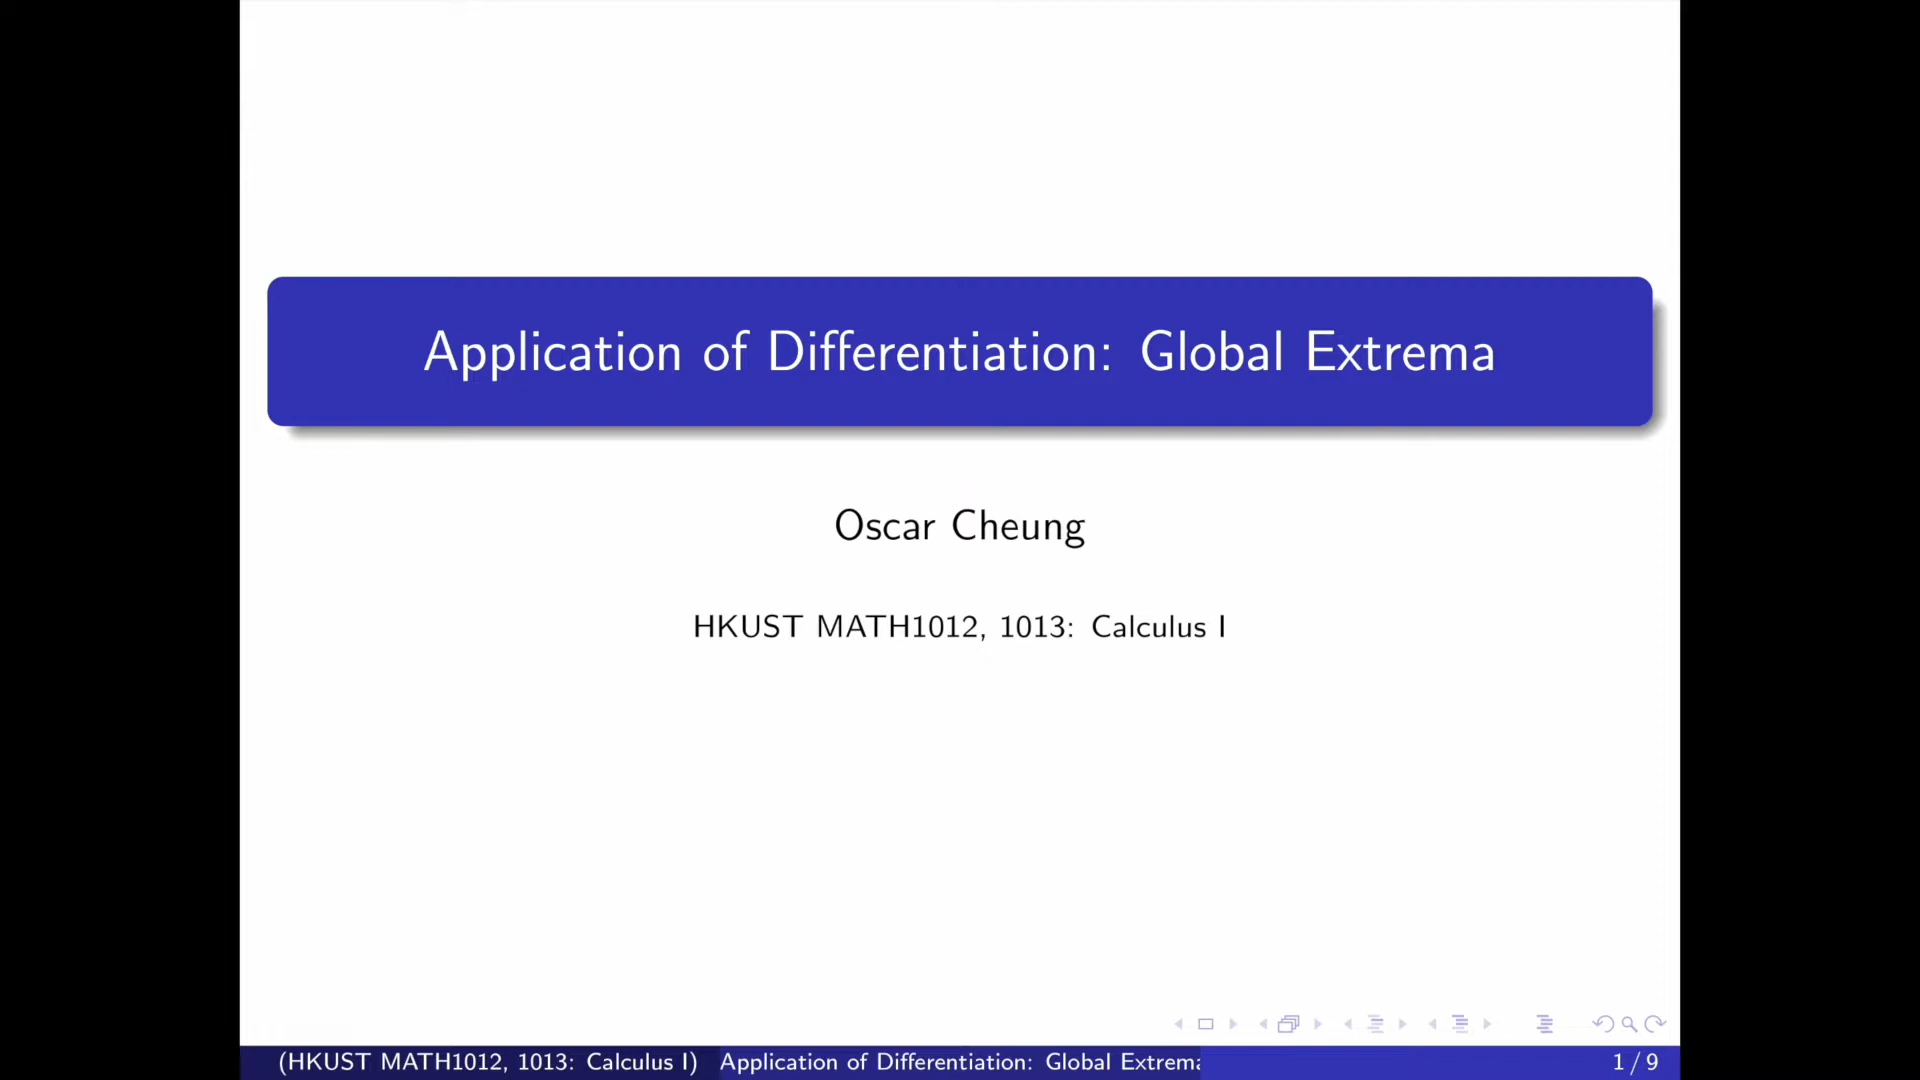 Application of Differentiation: Global Extrema
Oscar Cheung
HKUST MATH1012, 1013: Calculus I
(HKUST MATH1012, 1013: Calculus I) Application of Differentiation: Global Extrema 1 / 9